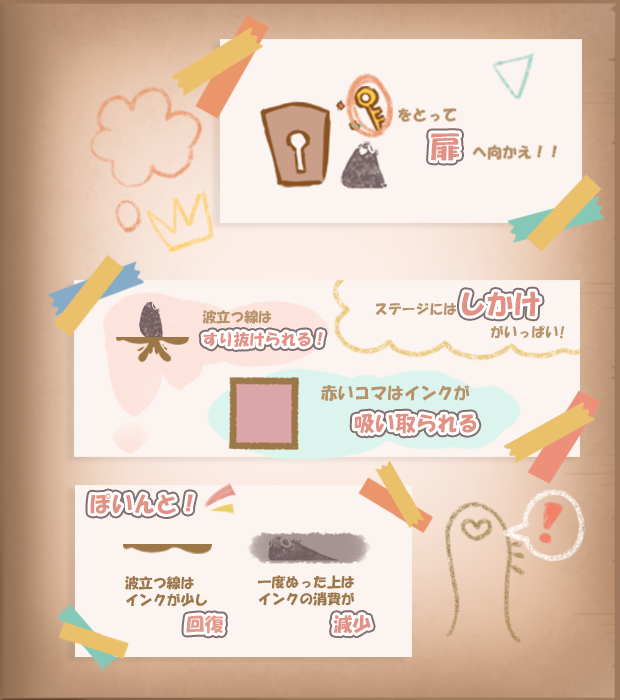 をとって
扉へ向かえ！！
波立つ線は
すり抜けられる！
ステージにはしかけ
がいっぱい！
赤いコマはインクが
吸い取られる
ぽいんと！
波立つ線は
インクが少し
回復
一度ぬった上は
インクの消費が
減少
！